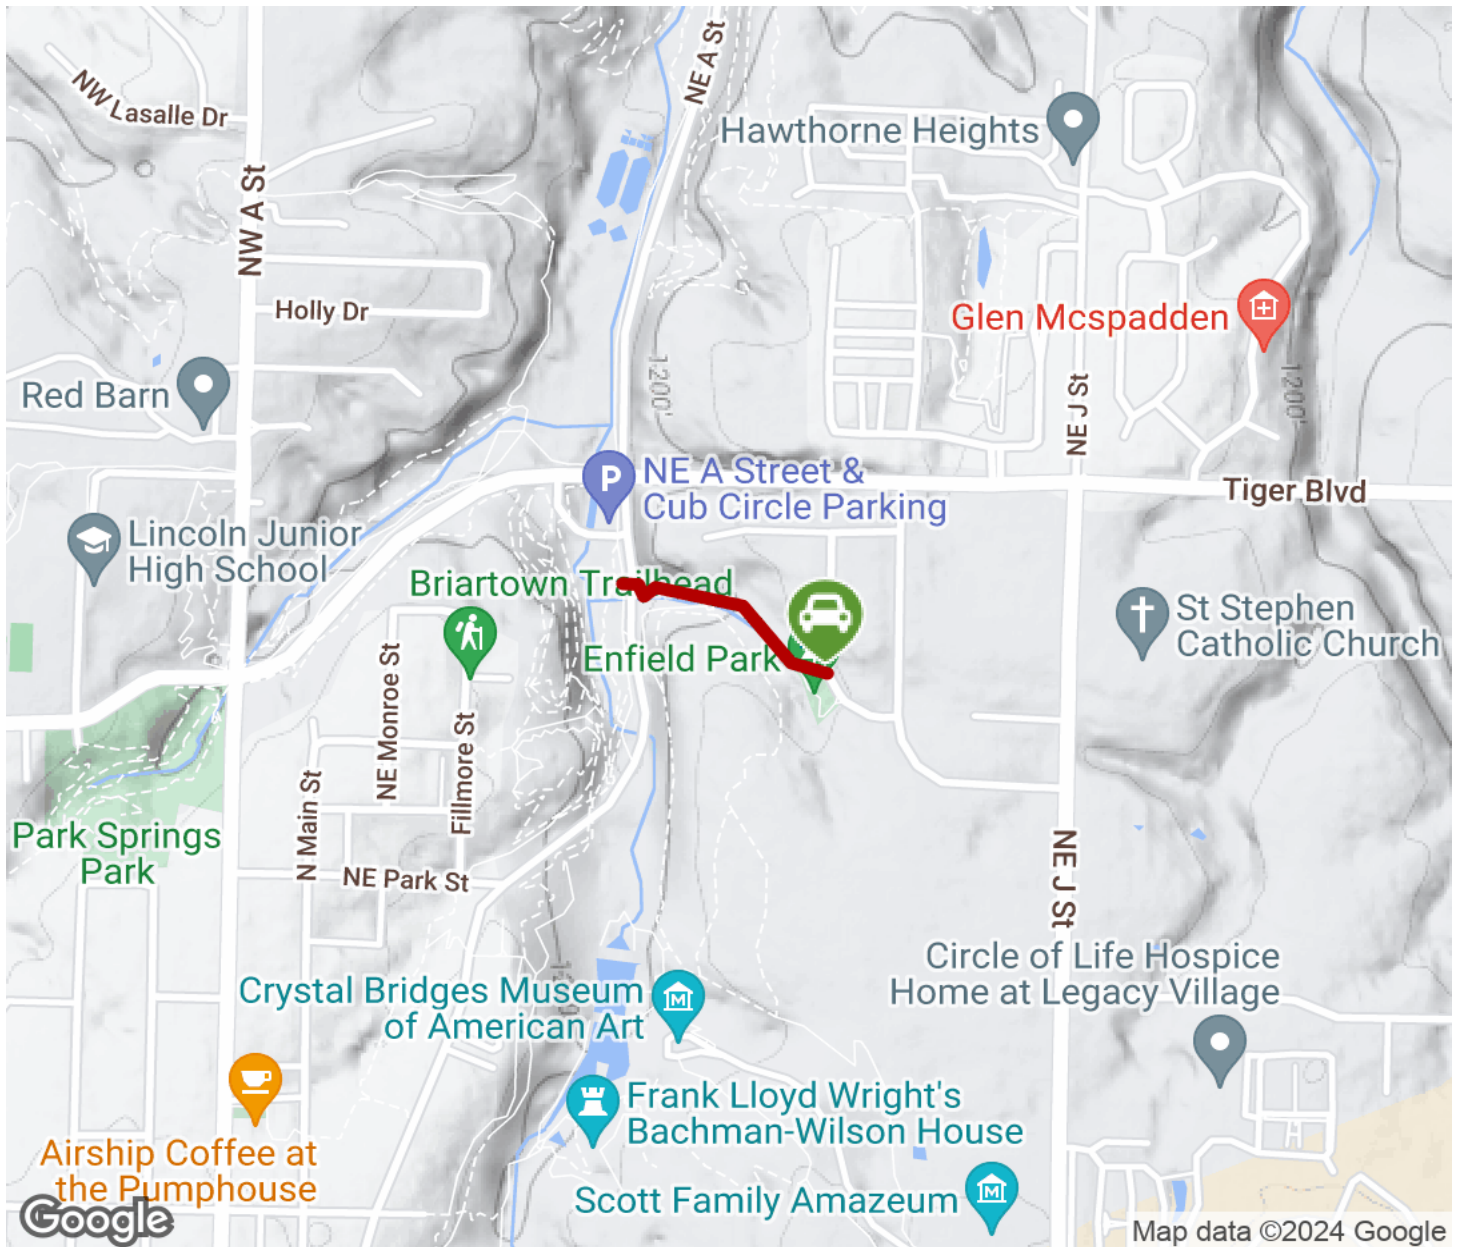 NE A St
NW Lasalle Dr
Hawthorne Heights
NW A St
Holly Dr
Glen Mcspadden
1200'
1200'
Red Barn
NE J St
NE A Street &
Cub Circle Parking
Tiger Blvd
Lincoln Junior
High School
Briartown Trailhead
St Stephen
Catholic Church
Enfield Park
NE Monroe St
Fillmore St
N Main St
Park Springs
Park
NE Park St
NE J St
Circle of Life Hospice
Home at Legacy Village
Crystal Bridges Museum
of American Art
Frank Lloyd Wright's
Bachman-Wilson House
Airship Coffee at
the Pumphouse
Scott Family Amazeum
Google
Map data ©2024 Google